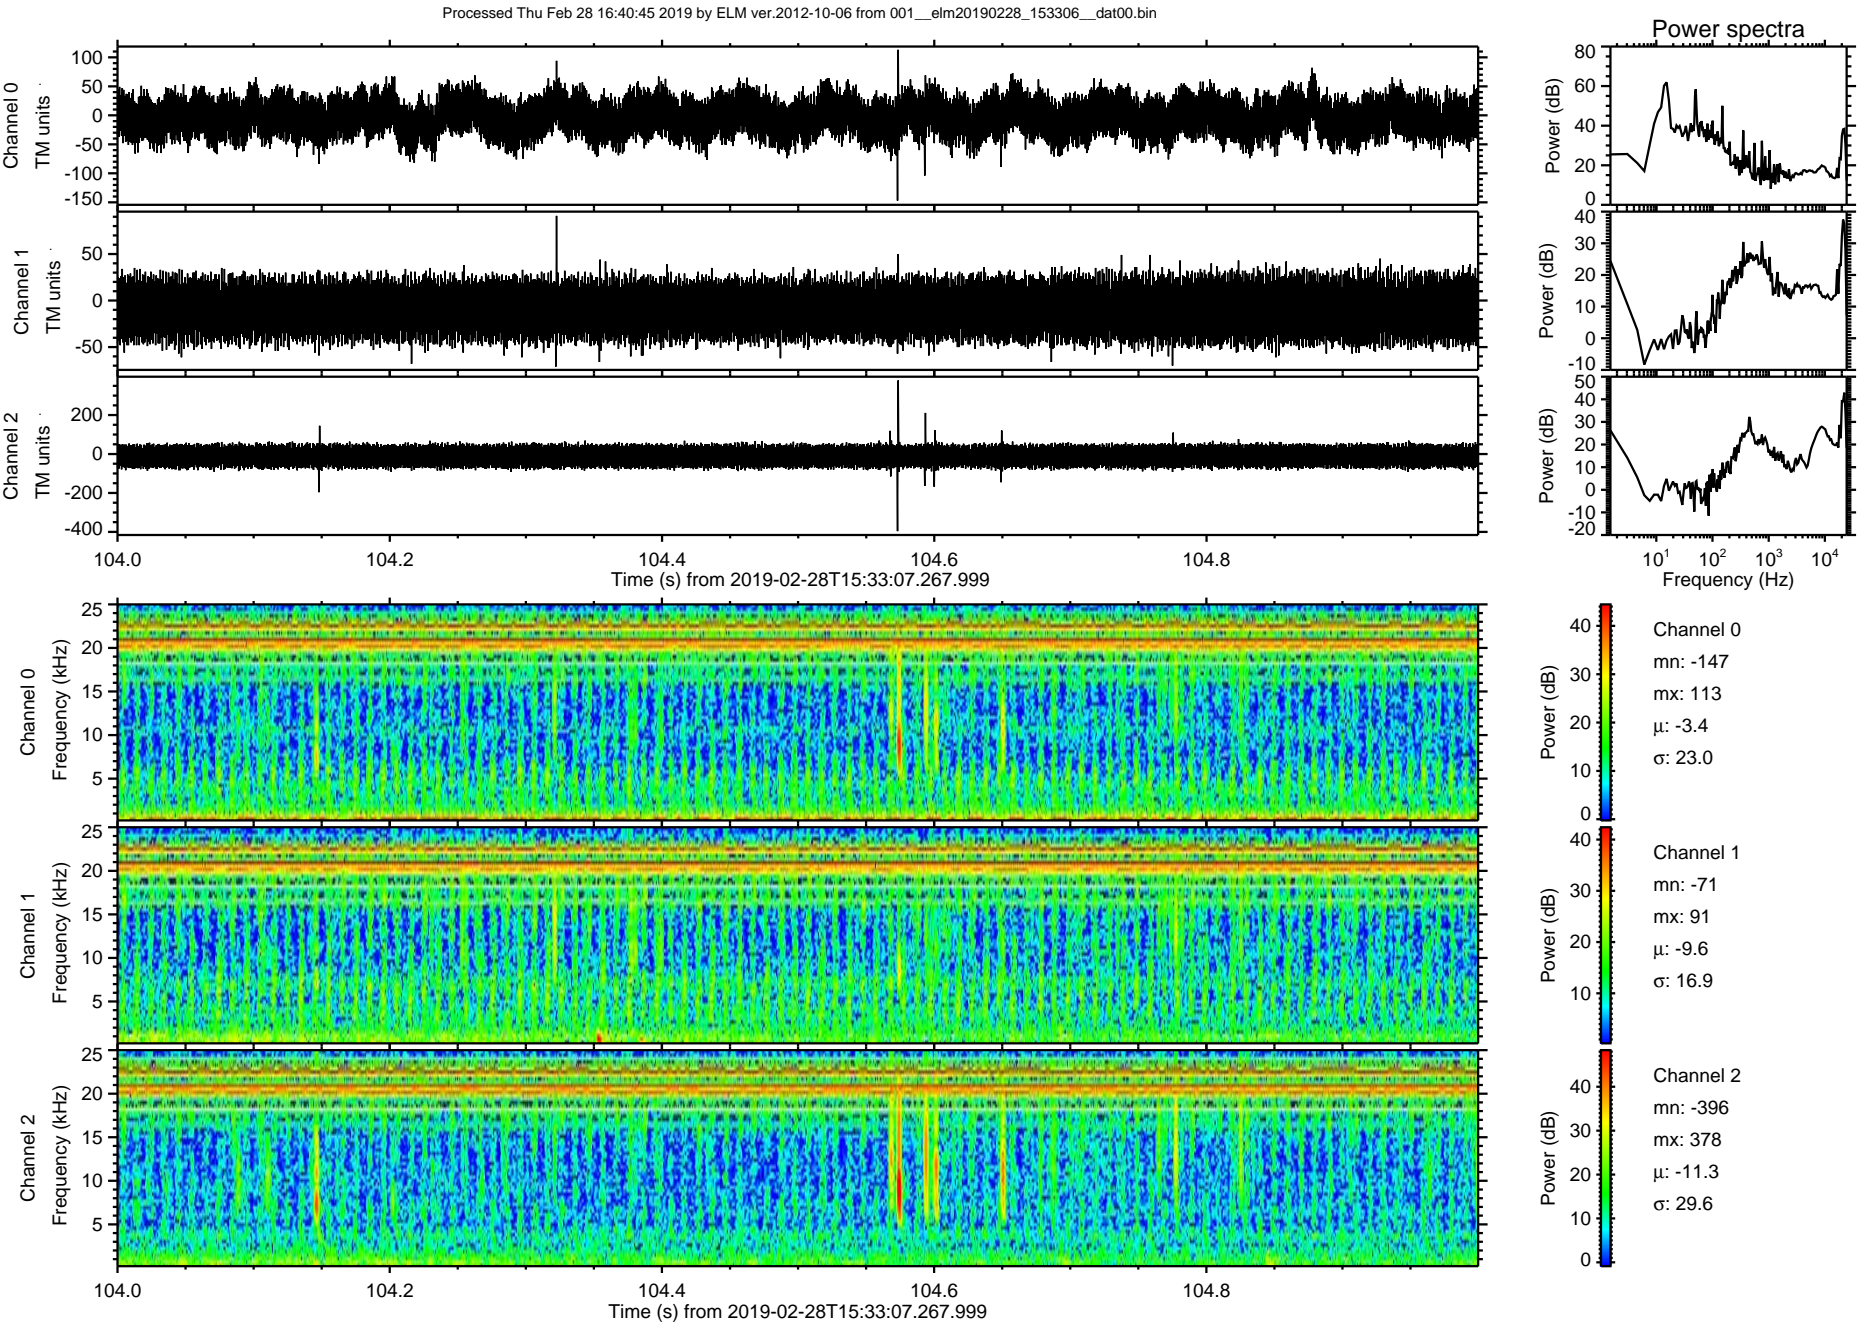 Processed Thu Feb 28 16:40:45 2019 by ELM ver.2012-10-06 from 001__elm20190228_153306__dat00.bin
Power spectra
Channel 0
TM units
100
50
0
-50
-100
-150
Power (dB)
80
60
40
20
0
Channel 1
TM units
50
0
-50
Power (dB)
40
30
20
10
0
-10
Channel 2
TM units
200
0
-200
-400
Power (dB)
50
40
30
20
10
0
-10
-20
104.0 104.2 104.4 104.6 104.8
Time (s) from 2019-02-28T15:33:07.267.999
10^1 10^2 10^3 10^4
Frequency (Hz)
Channel 0
Frequency (kHz)
25
20
15
10
5
Power (dB)
40
30
20
10
0
Channel 0
mn: -147
mx: 113
μ: -3.4
σ: 23.0
Channel 1
Frequency (kHz)
25
20
15
10
5
Power (dB)
40
30
20
10
Channel 1
mn: -71
mx: 91
μ: -9.6
σ: 16.9
Channel 2
Frequency (kHz)
25
20
15
10
5
Power (dB)
40
30
20
10
0
Channel 2
mn: -396
mx: 378
μ: -11.3
σ: 29.6
104.0 104.2 104.4 104.6 104.8
Time (s) from 2019-02-28T15:33:07.267.999